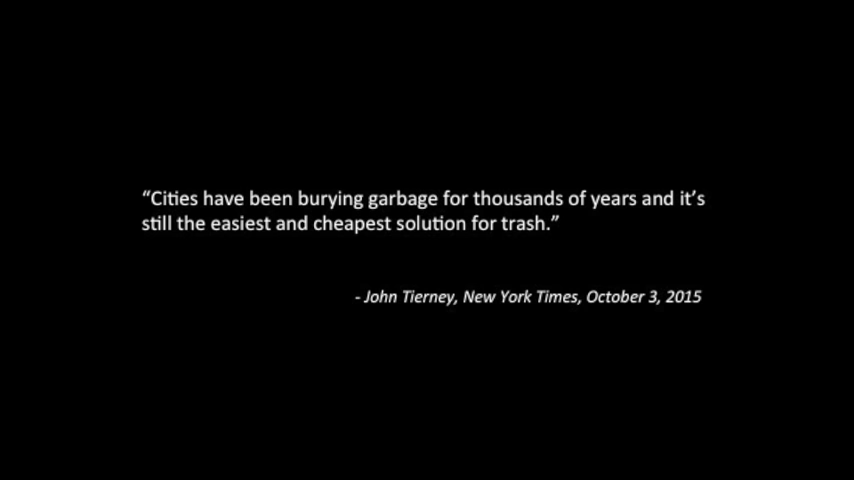 “Cities have been burying garbage for thousands of years and it’s
still the easiest and cheapest solution for trash.”
- John Tierney, New York Times, October 3, 2015